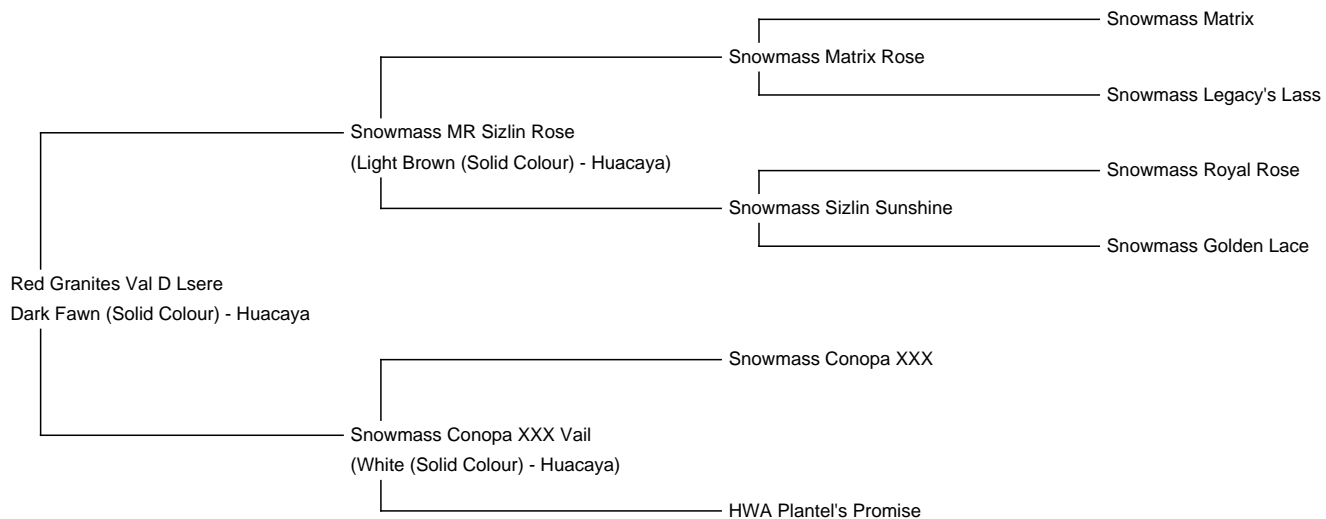 Snowmass Matrix
Snowmass Matrix Rose
Snowmass Legacy's Lass
Snowmass MR Sizlin Rose
(Light Brown (Solid Colour) - Huacaya)
Snowmass Royal Rose
Snowmass Sizlin Sunshine
Snowmass Golden Lace
Red Granites Val D Lsere
Dark Fawn (Solid Colour) - Huacaya
Snowmass Conopa XXX
Snowmass Conopa XXX Vail
(White (Solid Colour) - Huacaya)
HWA Plantel's Promise